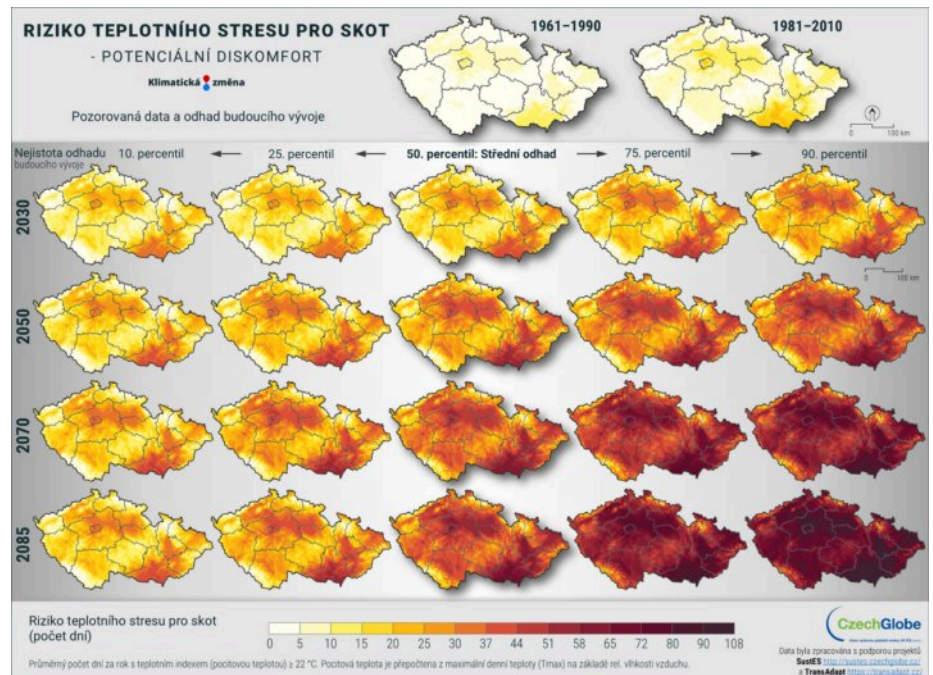 RIZIKO TEPLOTNÍHO STRESU PRO SKOT
- POTENCIÁLNÍ DISKOMFORT
Klimatická změna
Pozorovaná data a odhad budoucího vývoje
1961–1990
1981–2010
0 100 km
Nejistota odhadu
budoucího vývoje
10. percentil
25. percentil
50. percentil: Střední odhad
75. percentil
90. percentil
2030
0 100 km
2050
2070
2085
Riziko teplotního stresu pro skot
(počet dní)
0 5 10 15 20 25 30 37 44 51 58 65 72 80 90 108
Průměrný počet dní za rok s teplotním indexem (pocitovou teplotou) ≥ 22 °C. Pocitová teplota je přepočtena z maximální denní teploty (Tmax) na základě rel. vlhkosti vzduchu.
CzechGlobe
Data byla zpracována s podporou projektů
SustES http://sustes.czechglobe.cz/
a TransAdapt https://transadapt.cz/